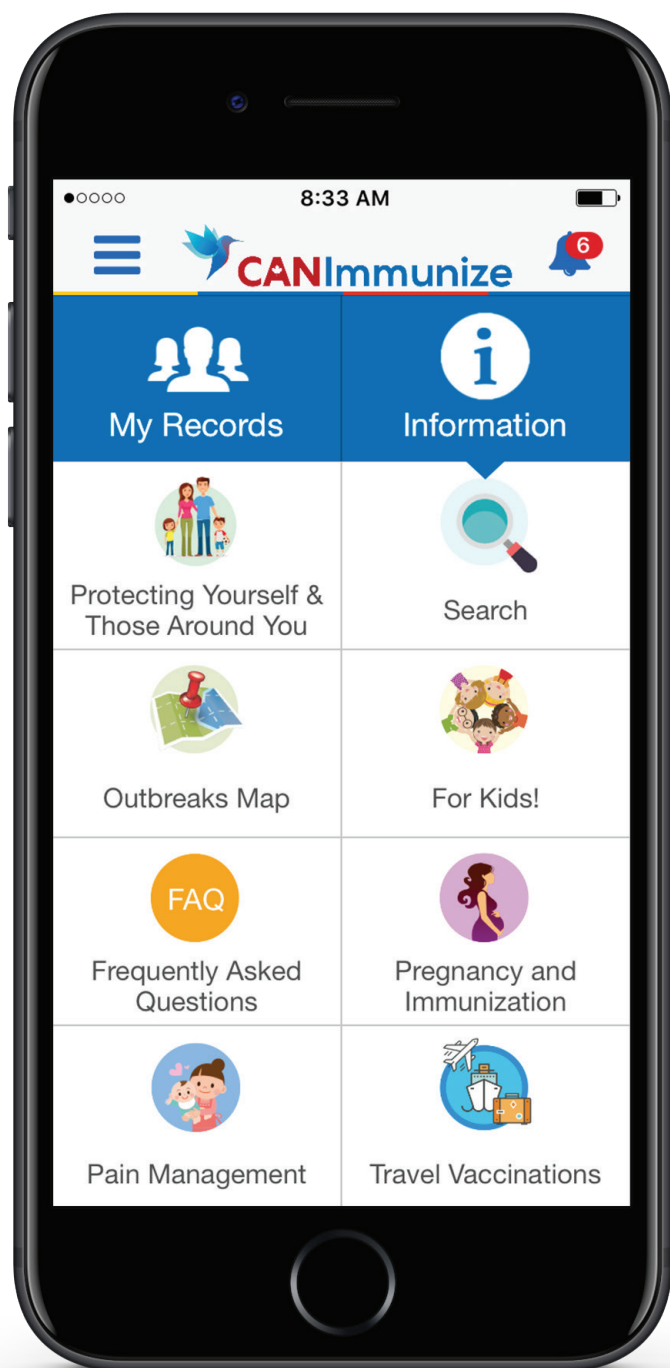 8:33 AM
CANImmunize
6
My Records
Information
Protecting Yourself &
Those Around You
Search
Outbreaks Map
For Kids!
FAQ
Frequently Asked
Questions
Pregnancy and
Immunization
Pain Management
Travel Vaccinations